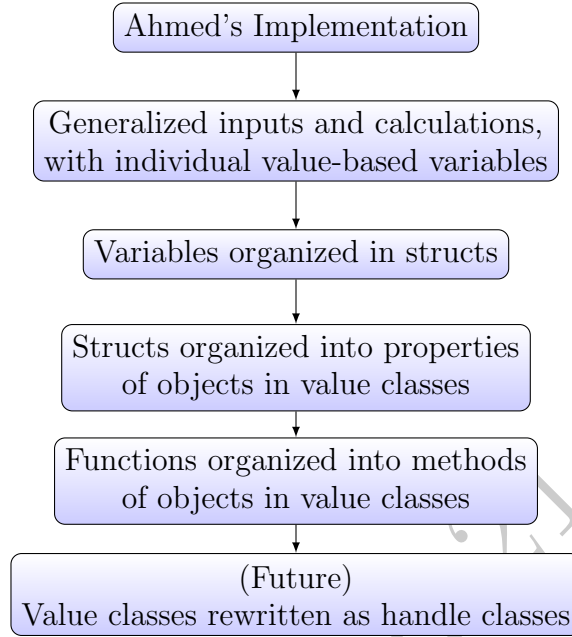 Ahmed's Implementation
Generalized inputs and calculations,
with individual value-based variables
Variables organized in structs
Structs organized into properties
of objects in value classes
Functions organized into methods
of objects in value classes
(Future)
Value classes rewritten as handle classes